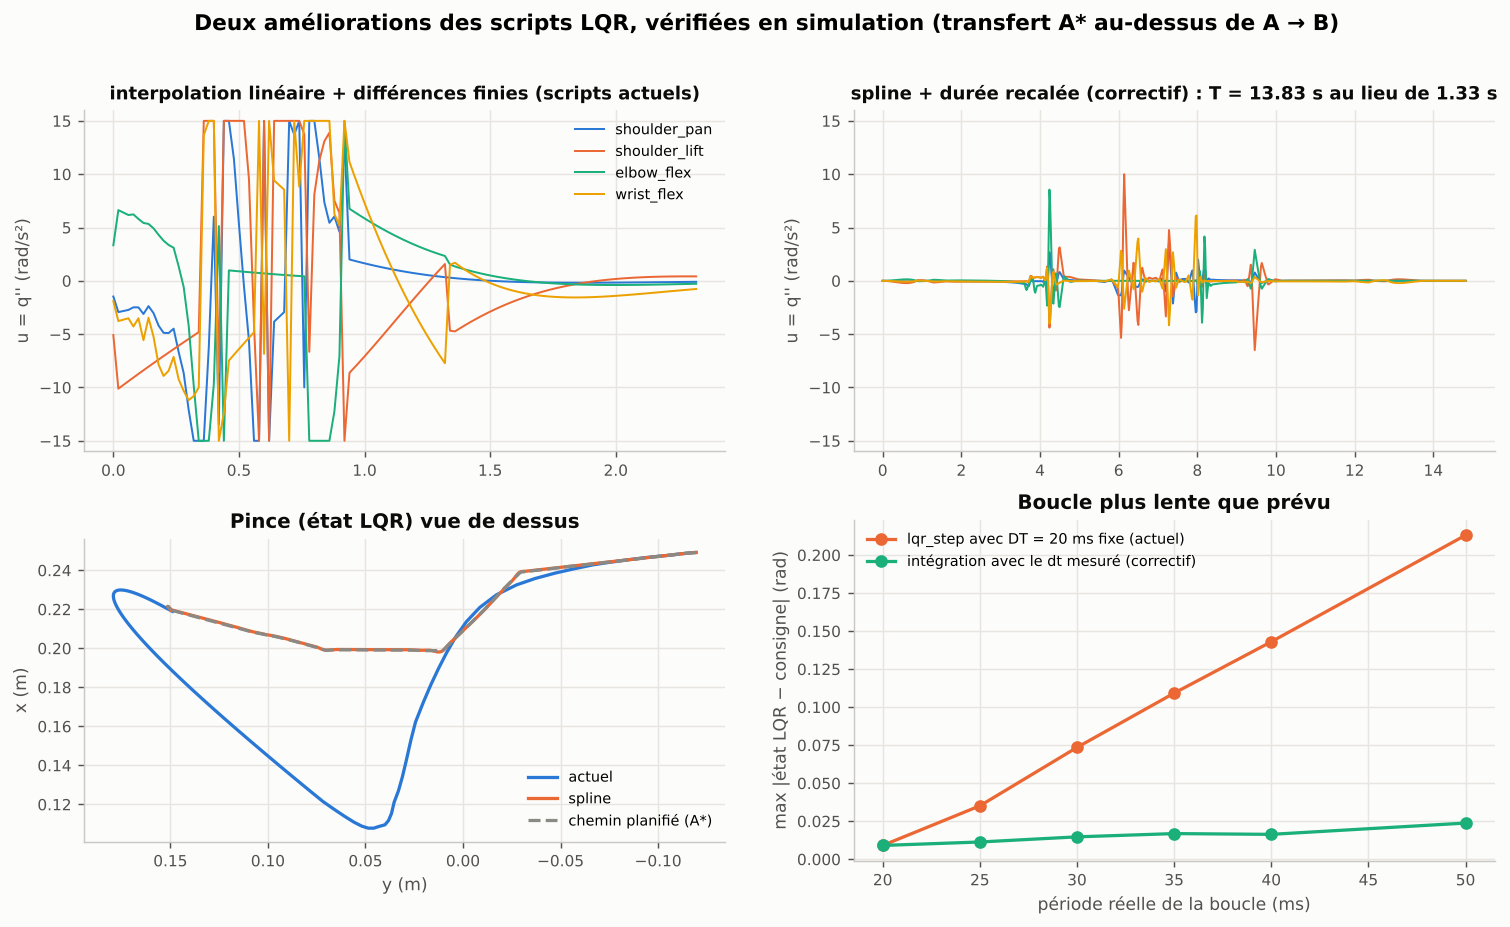 Deux améliorations des scripts LQR, vérifiées en simulation (transfert A* au-dessus de A → B)
interpolation linéaire + différences finies (scripts actuels)
u = q'' (rad/s²)
15
10
5
0
−5
−10
−15
0.0
0.5
1.0
1.5
2.0
shoulder_pan
shoulder_lift
elbow_flex
wrist_flex
spline + durée recalée (correctif) : T = 13.83 s au lieu de 1.33 s
u = q'' (rad/s²)
15
10
5
0
−5
−10
−15
0
2
4
6
8
10
12
14
Pince (état LQR) vue de dessus
x (m)
0.24
0.22
0.20
0.18
0.16
0.14
0.12
0.15
0.10
0.05
0.00
−0.05
−0.10
y (m)
actuel
spline
chemin planifié (A*)
Boucle plus lente que prévu
max |état LQR − consigne| (rad)
0.200
0.175
0.150
0.125
0.100
0.075
0.050
0.025
0.000
20
25
30
35
40
45
50
période réelle de la boucle (ms)
lqr_step avec DT = 20 ms fixe (actuel)
intégration avec le dt mesuré (correctif)